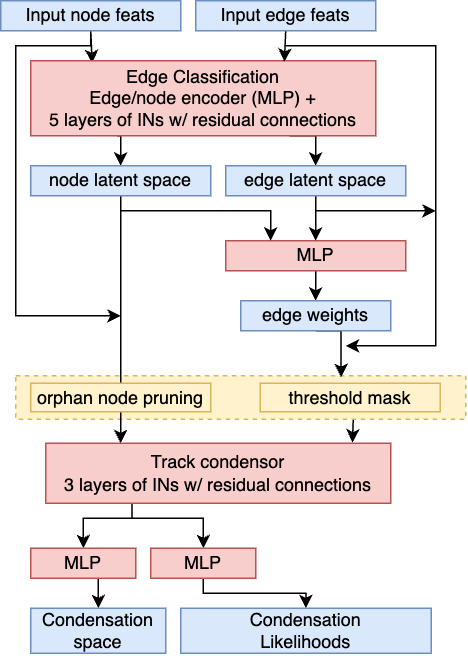 Input node feats
Input edge feats
Edge Classification
Edge/node encoder (MLP) +
5 layers of INs w/ residual connections
node latent space
edge latent space
MLP
edge weights
orphan node pruning
threshold mask
Track condensor
3 layers of INs w/ residual connections
MLP
MLP
Condensation
space
Condensation
Likelihoods